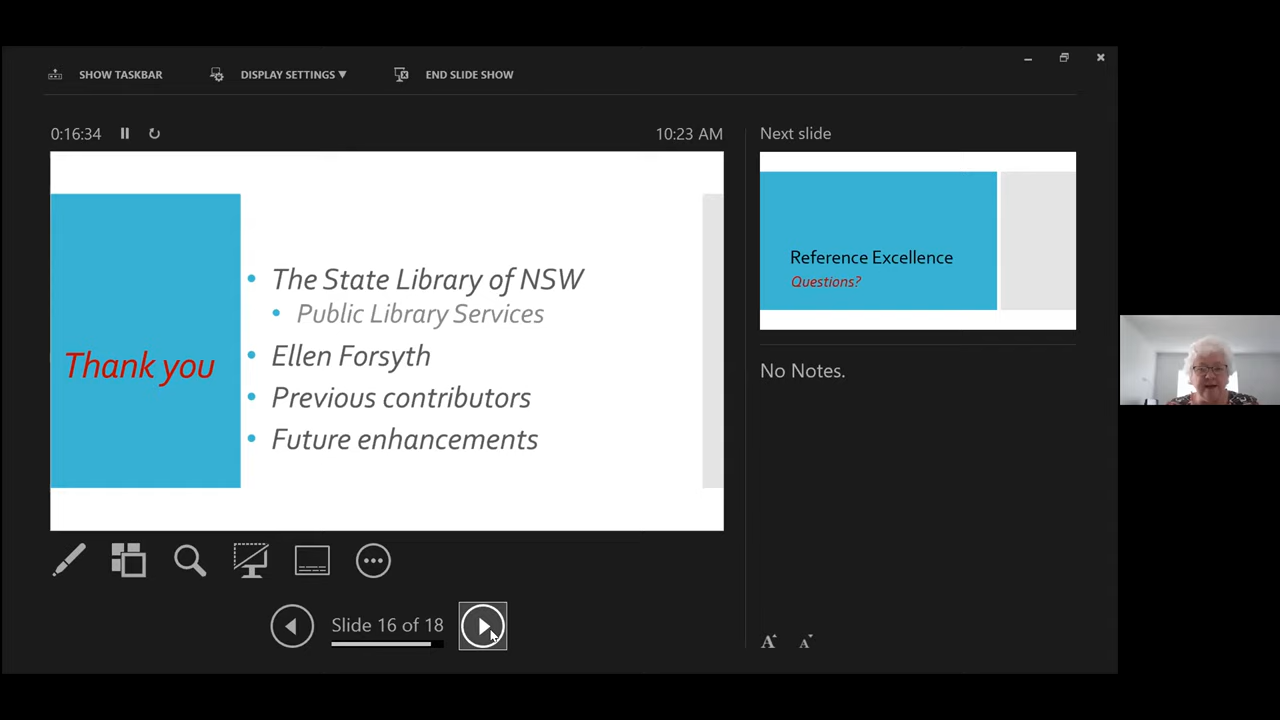 SHOW TASKBAR
DISPLAY SETTINGS ▼
END SLIDE SHOW
0:16:34
10:23 AM
Next slide
Thank you
• The State Library of NSW
• Public Library Services
• Ellen Forsyth
• Previous contributors
• Future enhancements
Reference Excellence
Questions?
No Notes.
Slide 16 of 18
A
A